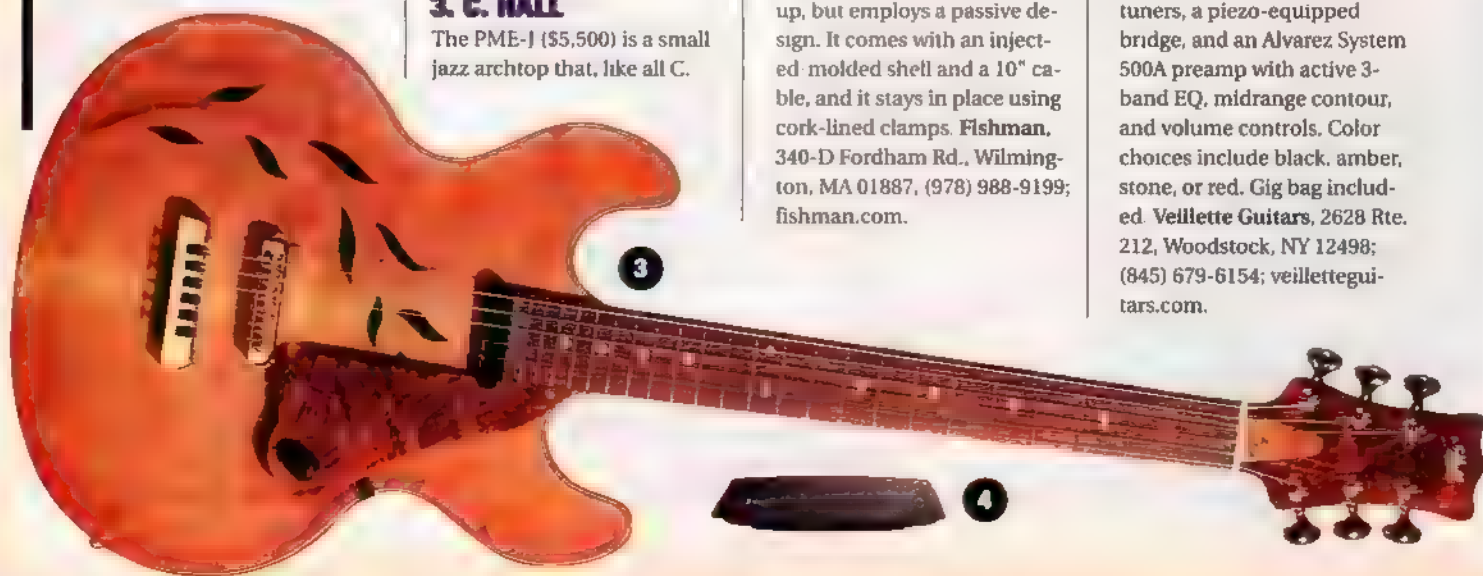 3. C. HALL
The PME-J ($5,500) is a small
jazz archtop that, like all C.
up, but employs a passive de-
sign. It comes with an inject-
ed molded shell and a 10" ca-
ble, and it stays in place using
cork-lined clamps. Fishman,
340-D Fordham Rd., Wilming-
ton, MA 01887, (978) 988-9199;
fishman.com.
tuners, a piezo-equipped
bridge, and an Alvarez System
500A preamp with active 3-
band EQ, midrange contour,
and volume controls. Color
choices include black, amber,
stone, or red. Gig bag includ-
ed. Veillette Guitars, 2628 Rte.
212, Woodstock, NY 12498;
(845) 679-6154; veillettegui-
tars.com.
3
4